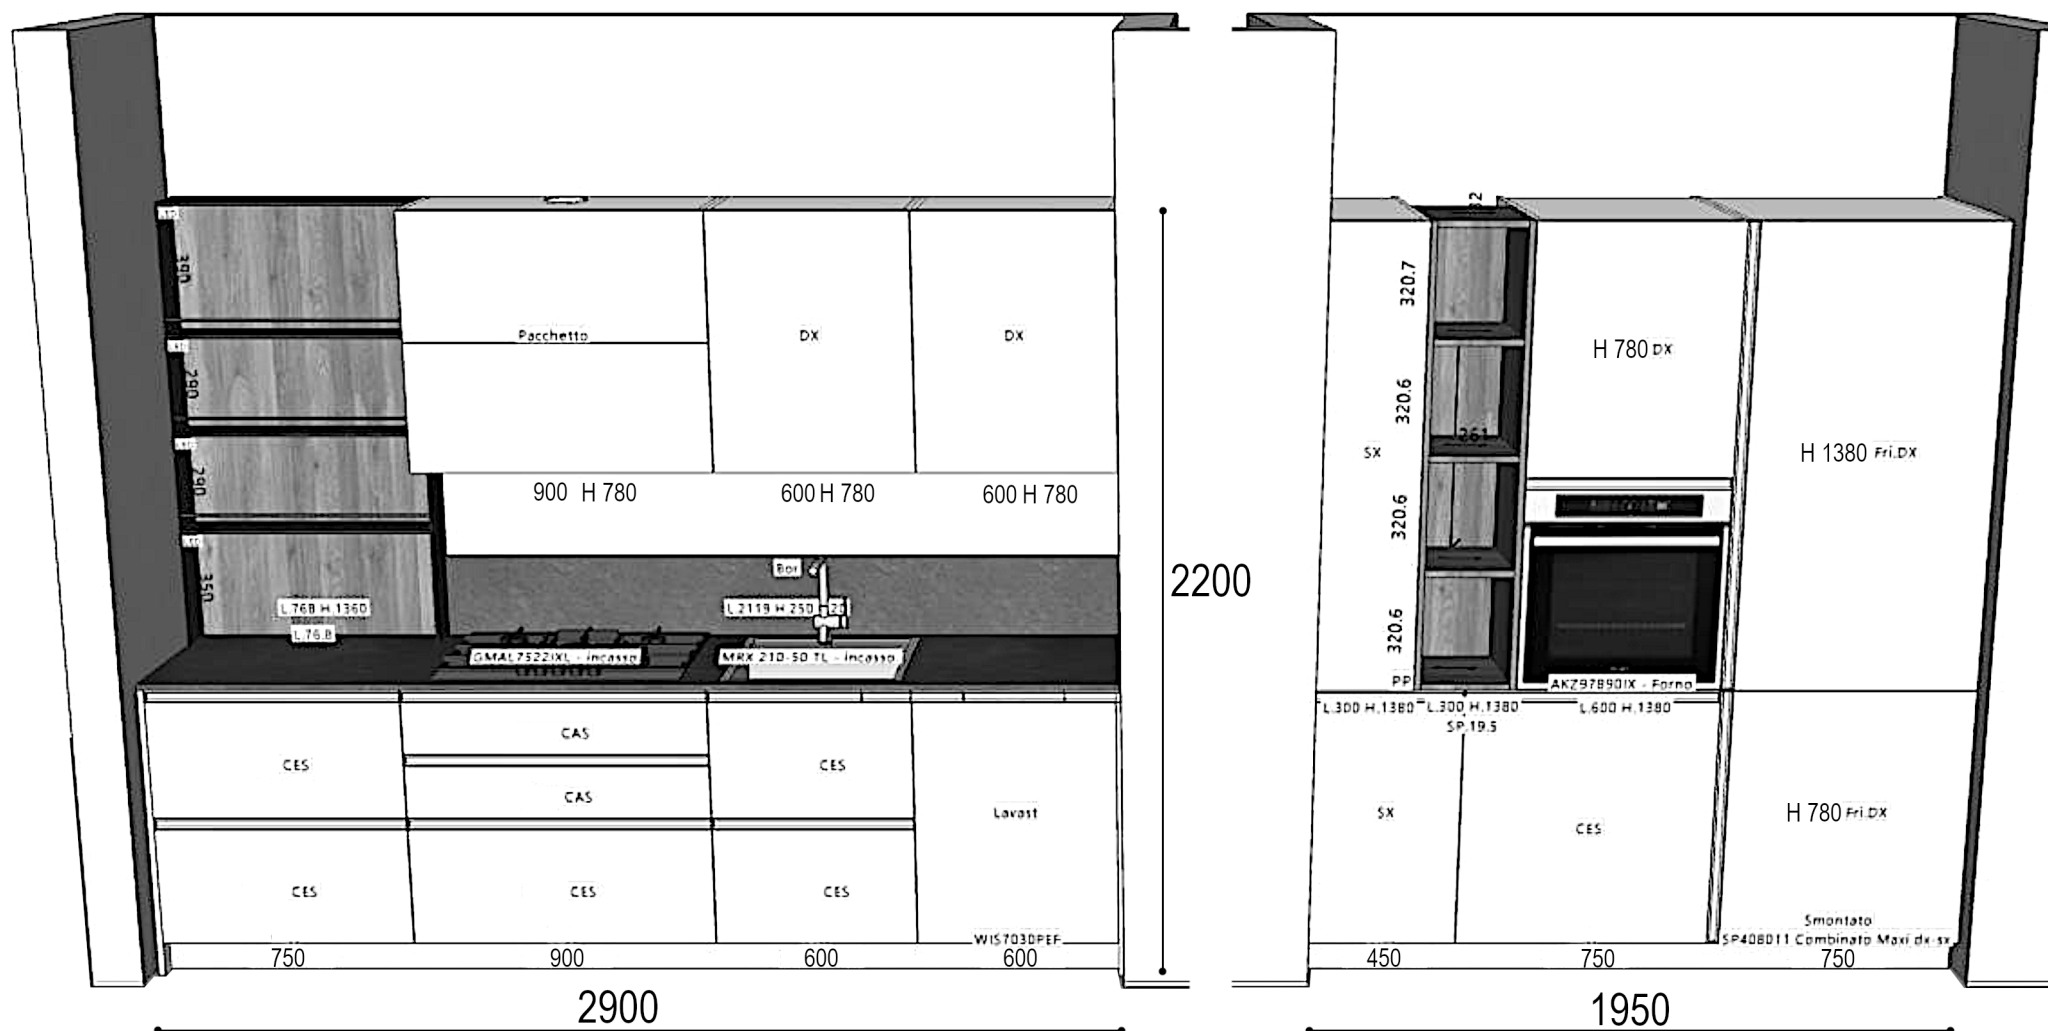 390
290
290
350
Pacchetto
DX
DX
900 H 780
600 H 780
600 H 780
Bor
L.768 H.1360
L.76.8
GMAL7522IXL - Incasso
MRX 210-50 TL - Incasso
CES
CAS
CAS
CES
Lavast
CES
CES
CES
750
900
600
600
2900
2200
320.7
320.6
320.6
320.6
261
SX
H 780 DX
H 1380 Fri.DX
PP
AKZ97890IX - Forno
L.300 H.1380
L.300 H.1380
L.600 H.1380
SP.19.5
SX
CES
H 780 Fri.DX
Smontato
SP408011 Combinato Maxi dx-sx
450
750
750
1950